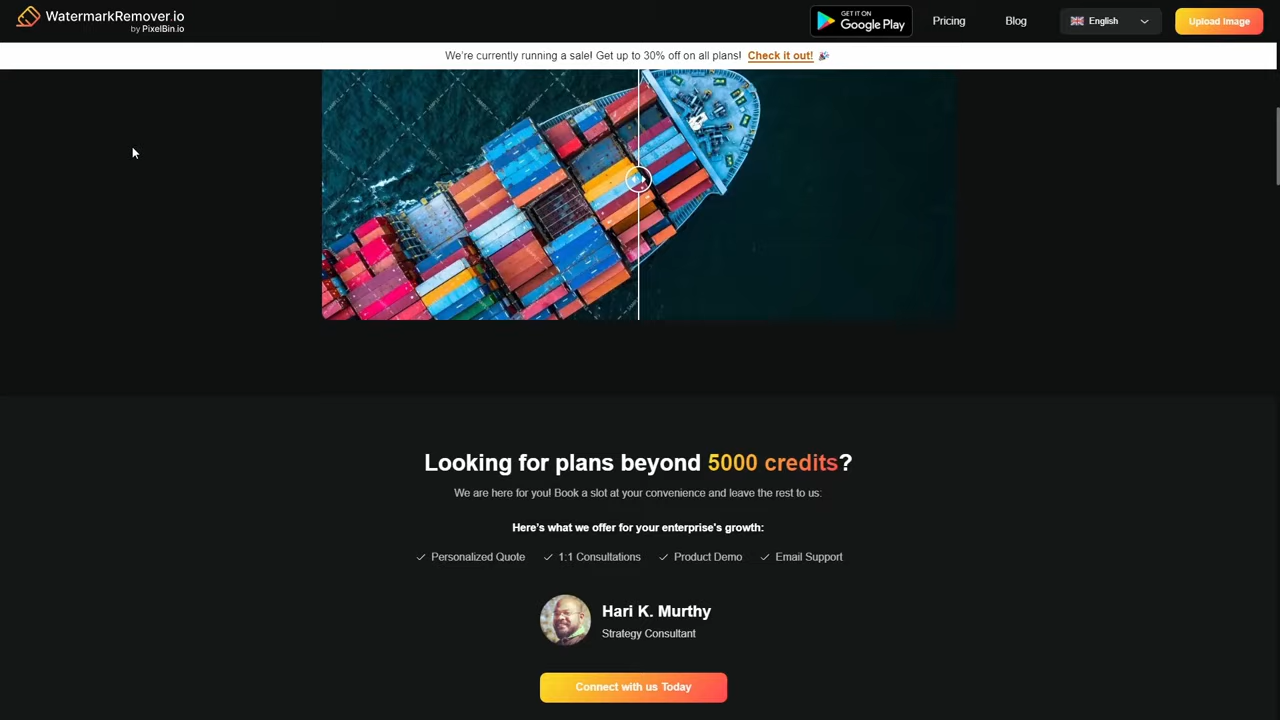 WatermarkRemover.io
by PixelBin.io
GET IT ON
Google Play
Pricing
Blog
English
Upload Image
We're currently running a sale! Get up to 30% off on all plans! Check it out!
Looking for plans beyond 5000 credits?
We are here for you! Book a slot at your convenience and leave the rest to us:
Here's what we offer for your enterprise's growth:
Personalized Quote 1:1 Consultations Product Demo Email Support
Hari K. Murthy
Strategy Consultant
Connect with us Today